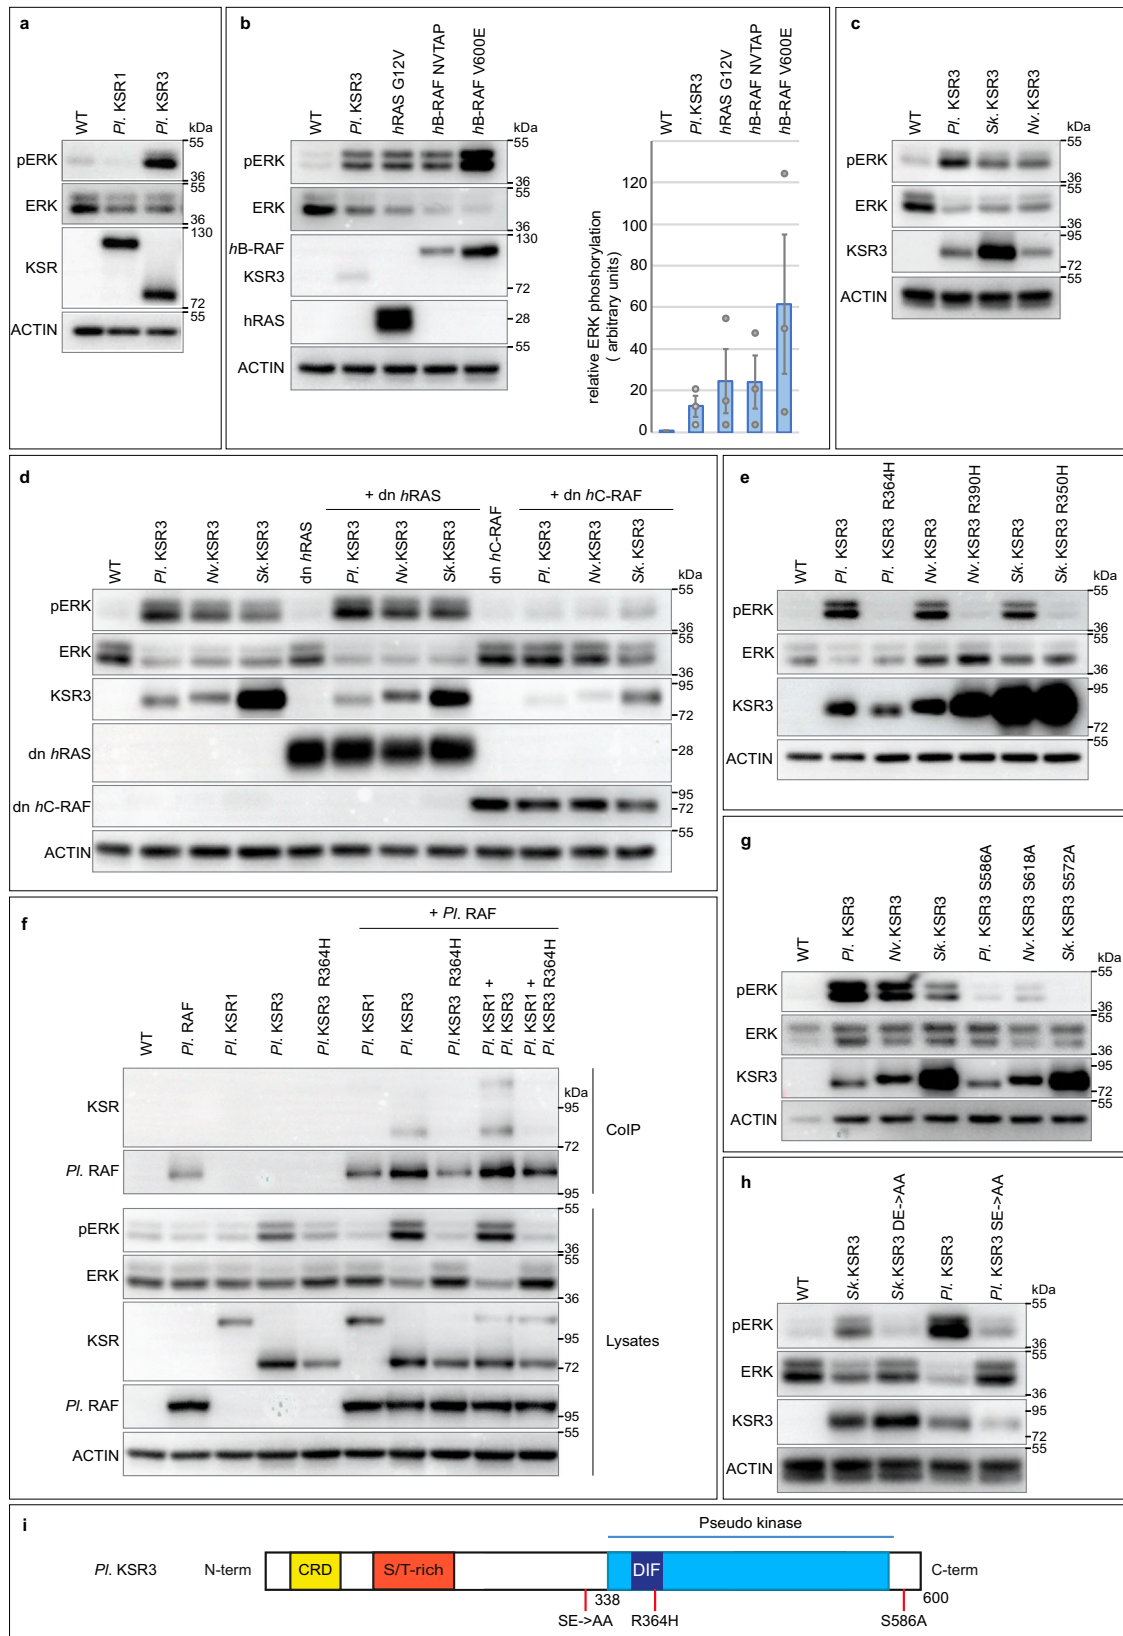 a
WT
Pl. KSR1
Pl. KSR3
kDa
pERK
55
36
ERK
55
36
KSR
130
72
ACTIN
55
b
WT
Pl. KSR3
hRAS G12V
hB-RAF NVTAP
hB-RAF V600E
kDa
pERK
55
36
ERK
55
36
hB-RAF
130
KSR3
72
hRAS
28
55
ACTIN
WT
Pl. KSR3
hRAS G12V
hB-RAF NVTAP
hB-RAF V600E
relative ERK phoshorylation
( arbitrary units)
120
100
80
60
40
20
0
c
WT
Pl. KSR3
Sk. KSR3
Nv. KSR3
kDa
pERK
55
36
ERK
55
36
KSR3
95
72
ACTIN
55
d
+ dn hRAS
+ dn hC-RAF
WT
Pl. KSR3
Nv. KSR3
Sk. KSR3
dn hRAS
Pl. KSR3
Nv. KSR3
Sk. KSR3
dn hC-RAF
Pl. KSR3
Nv. KSR3
Sk. KSR3
kDa
pERK
55
36
ERK
55
36
KSR3
95
72
dn hRAS
28
dn hC-RAF
95
72
55
ACTIN
e
WT
Pl. KSR3
Pl. KSR3 R364H
Nv. KSR3
Nv. KSR3 R390H
Sk. KSR3
Sk. KSR3 R350H
kDa
pERK
55
36
ERK
55
36
KSR3
95
72
55
ACTIN
f
+ Pl. RAF
WT
Pl. RAF
Pl. KSR1
Pl. KSR3
Pl. KSR3 R364H
Pl. KSR1
Pl. KSR3
Pl. KSR3 R364H
Pl. KSR1 +
Pl. KSR3
Pl. KSR1 +
Pl. KSR3 R364H
kDa
KSR
95
72
CoIP
Pl. RAF
95
pERK
55
36
ERK
55
36
KSR
95
72
Lysates
Pl. RAF
95
55
ACTIN
g
WT
Pl. KSR3
Nv. KSR3
Sk. KSR3
Pl. KSR3 S586A
Nv. KSR3 S618A
Sk. KSR3 S572A
kDa
pERK
55
36
ERK
55
36
KSR3
95
72
55
ACTIN
h
WT
Sk. KSR3
Sk. KSR3 DE->AA
Pl. KSR3
Pl. KSR3 SE->AA
kDa
pERK
55
36
ERK
55
36
KSR3
95
72
55
ACTIN
i
Pseudo kinase
Pl. KSR3
N-term
CRD
S/T-rich
DIF
C-term
338
600
SE->AA
R364H
S586A